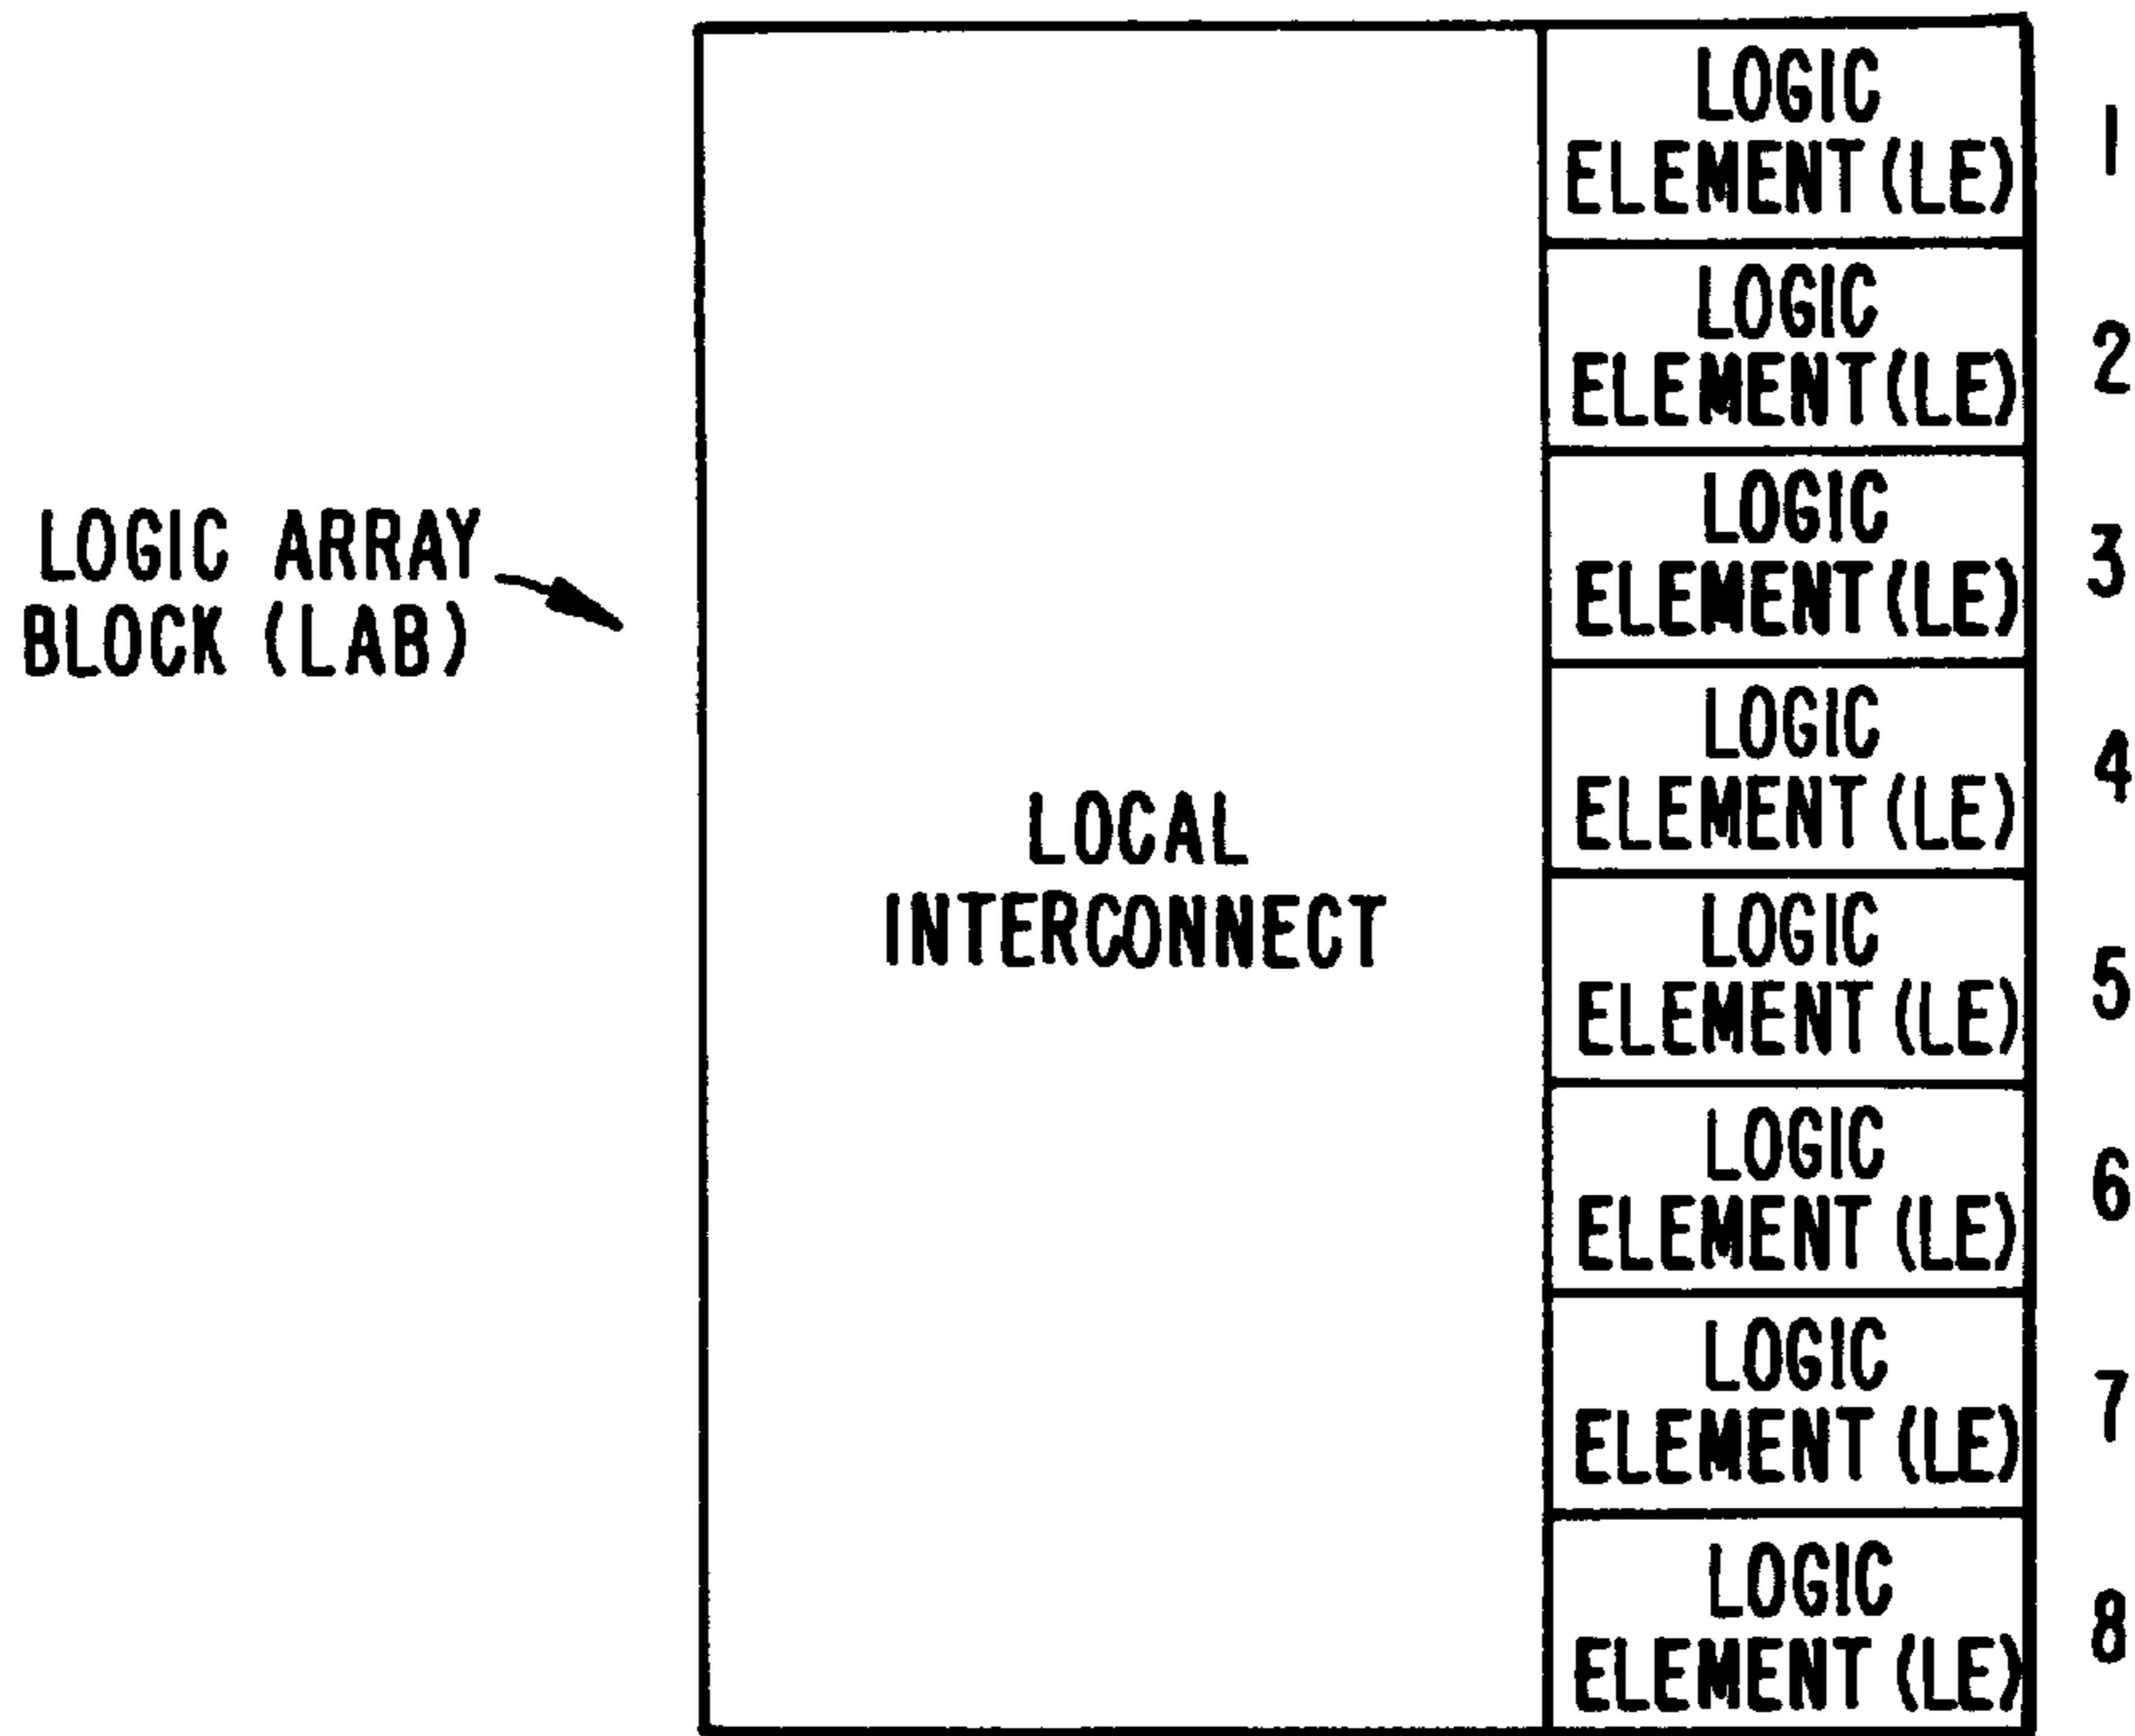 LOGIC ARRAY
BLOCK (LAB)
LOCAL
INTERCONNECT
LOGIC
ELEMENT (LE)
1
LOGIC
ELEMENT (LE)
2
LOGIC
ELEMENT (LE)
3
LOGIC
ELEMENT (LE)
4
LOGIC
ELEMENT (LE)
5
LOGIC
ELEMENT (LE)
6
LOGIC
ELEMENT (LE)
7
LOGIC
ELEMENT (LE)
8